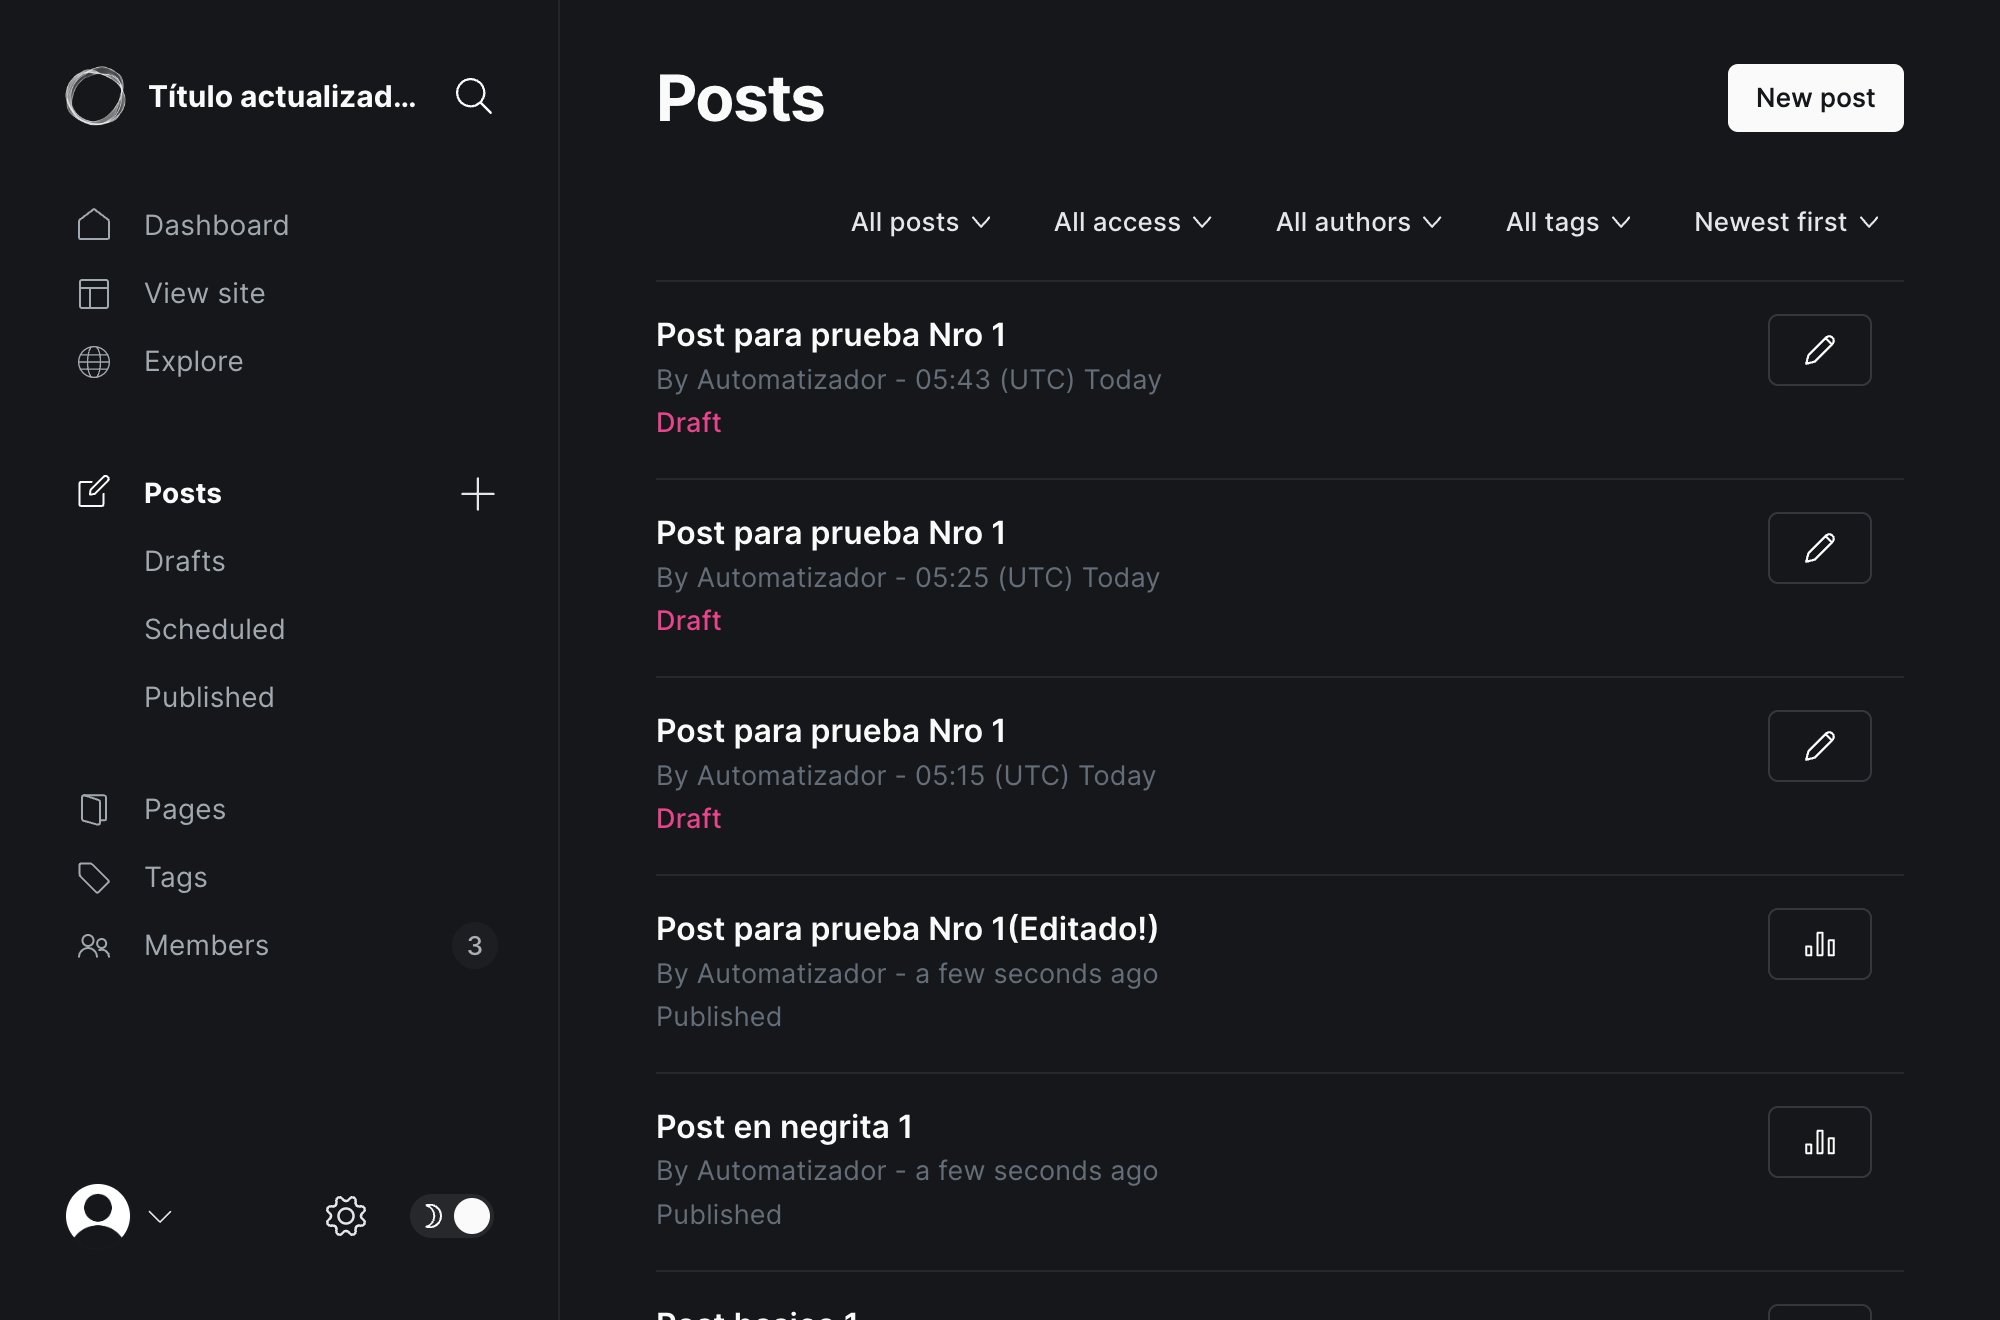 Título actualizad...
Dashboard
View site
Explore
Posts
Drafts
Scheduled
Published
Pages
Tags
Members 3
Posts
New post
All posts All access All authors All tags Newest first
Post para prueba Nro 1
By Automatizador - 05:43 (UTC) Today
Draft
Post para prueba Nro 1
By Automatizador - 05:25 (UTC) Today
Draft
Post para prueba Nro 1
By Automatizador - 05:15 (UTC) Today
Draft
Post para prueba Nro 1(Editado!)
By Automatizador - a few seconds ago
Published
Post en negrita 1
By Automatizador - a few seconds ago
Published
Post basico 1